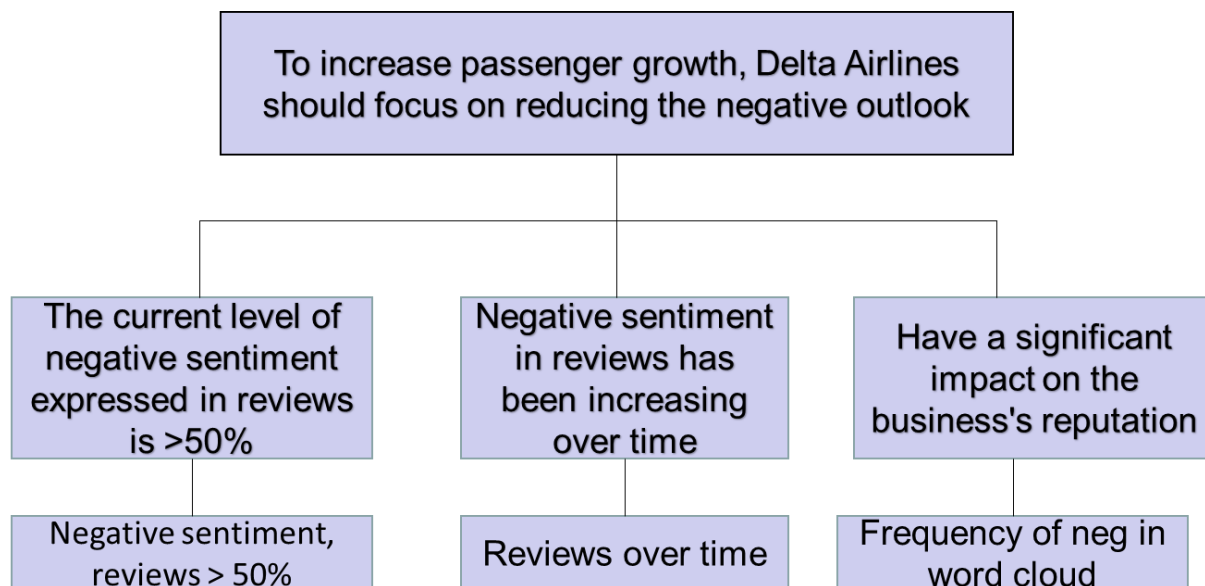 To increase passenger growth, Delta Airlines
should focus on reducing the negative outlook
The current level of
negative sentiment
expressed in reviews
is >50%
Negative sentiment
in reviews has
been increasing
over time
Have a significant
impact on the
business's reputation
Negative sentiment,
reviews > 50%
Reviews over time
Frequency of neg in
word cloud